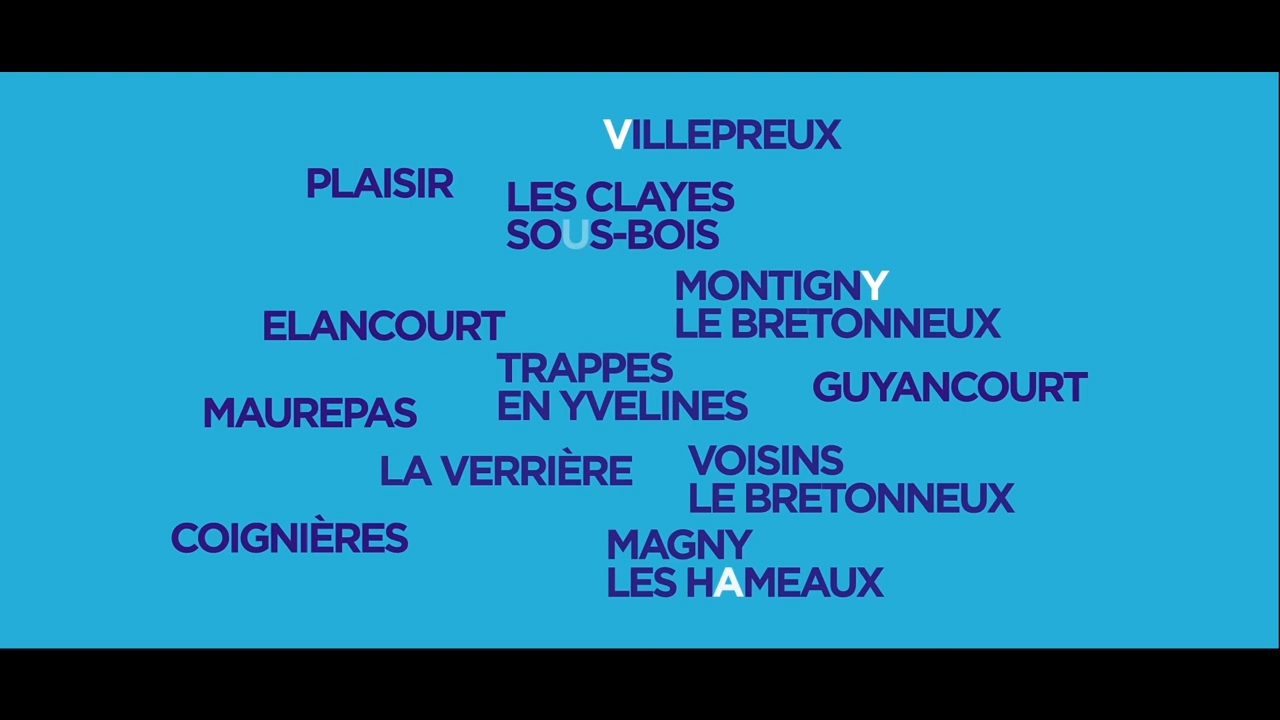 VILLEPREUX
PLAISIR
LES CLAYES
SOUS-BOIS
MONTIGNY
LE BRETONNEUX
ELANCOURT
TRAPPES
EN YVELINES
GUYANCOURT
MAUREPAS
LA VERRIÈRE
VOISINS
LE BRETONNEUX
COIGNIÈRES
MAGNY
LES HAMEAUX